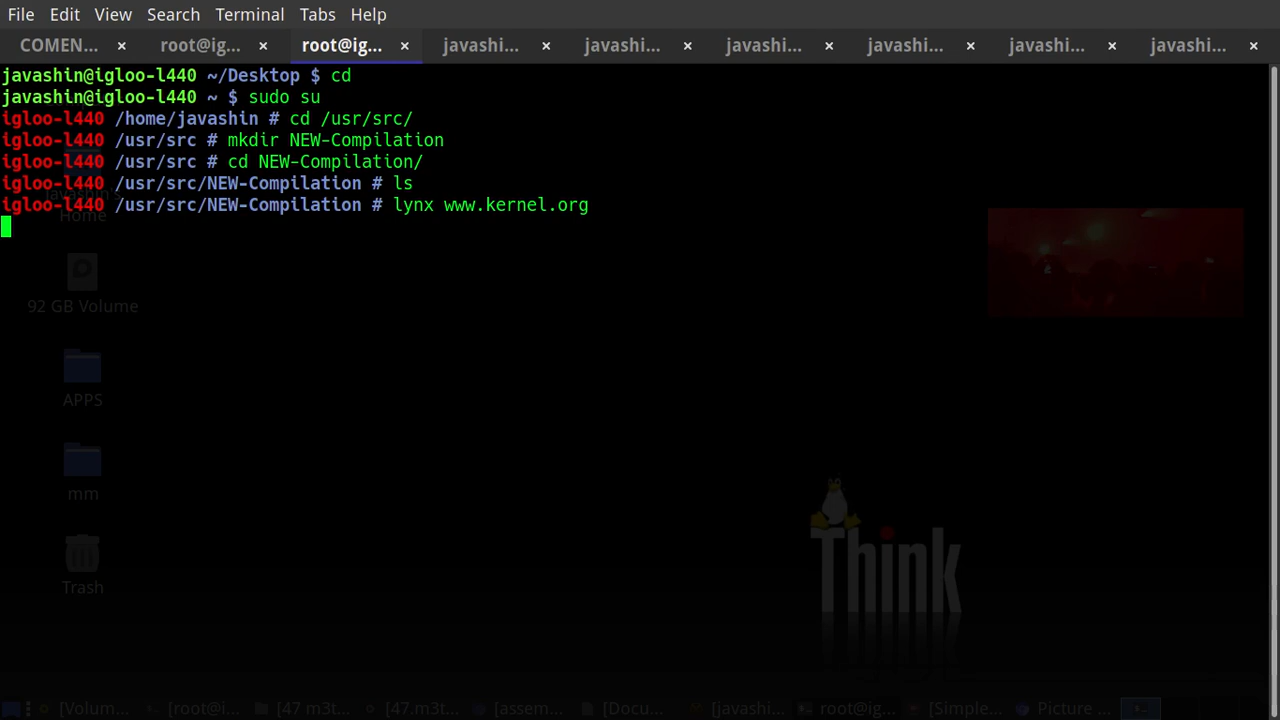 File Edit View Search Terminal Tabs Help
COMEN... × root@ig... × root@ig... × javashi... × javashi... × javashi... × javashi... × javashi... × javashi... ×
javashin@igloo-l440 ~/Desktop $ cd
javashin@igloo-l440 ~ $ sudo su
igloo-l440 /home/javashin # cd /usr/src/
igloo-l440 /usr/src # mkdir NEW-Compilation
igloo-l440 /usr/src # cd NEW-Compilation/
igloo-l440 /usr/src/NEW-Compilation # ls
javashin's
igloo-l440 /usr/src/NEW-Compilation # lynx www.kernel.org
Home
92 GB Volume
APPS
mm
Think
Trash
[Volum... [root@i... [47 m3t... [47.m3t... [assem... [Docu... [javashi... root@ig... [Simple... Picture ...